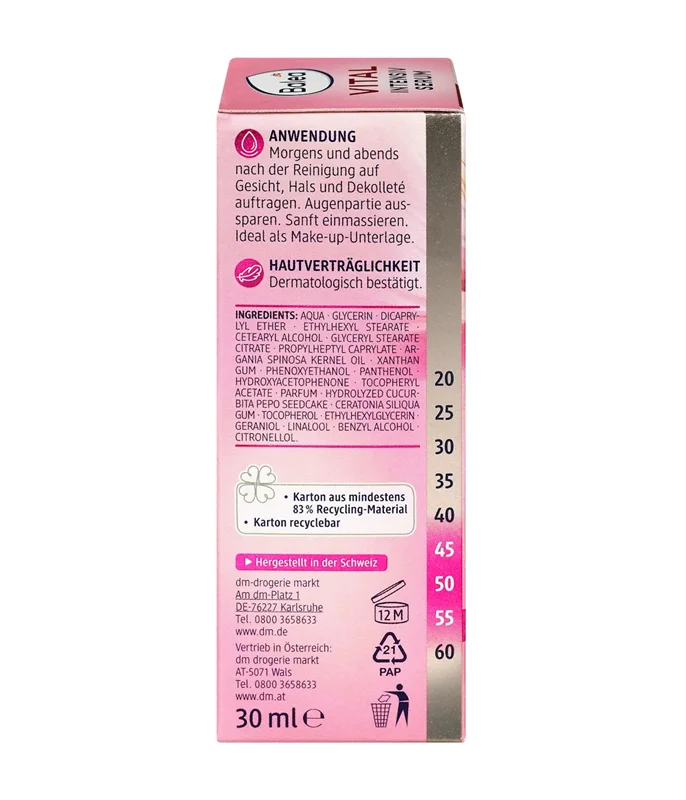 Balea
VITAL
INTENSIV
SERUM
ANWENDUNG
Morgens und abends
nach der Reinigung auf
Gesicht, Hals und Dekolleté
auftragen. Augenpartie aus-
sparen. Sanft einmassieren.
Ideal als Make-up-Unterlage.
HAUTVERTRÄGLICHKEIT
Dermatologisch bestätigt.
INGREDIENTS: AQUA · GLYCERIN · DICAPRY-
LYL ETHER · ETHYLHEXYL STEARATE ·
CETEARYL ALCOHOL · GLYCERYL STEARATE
CITRATE · PROPYLHEPTYL CAPRYLATE · AR-
GANIA SPINOSA KERNEL OIL · XANTHAN
GUM · PHENOXYETHANOL · PANTHENOL ·
HYDROXYACETOPHENONE · TOCOPHERYL
ACETATE · PARFUM · HYDROLYZED CUCUR-
BITA PEPO SEEDCAKE · CERATONIA SILIQUA
GUM · TOCOPHEROL · ETHYLHEXYLGLYCERIN ·
GERANIOL · LINALOOL · BENZYL ALCOHOL ·
CITRONELLOL.
• Karton aus mindestens
83 % Recycling-Material
• Karton recyclebar
Hergestellt in der Schweiz
dm-drogerie markt
Am dm-Platz 1
DE-76227 Karlsruhe
Tel. 0800 3658633
www.dm.de
Vertrieb in Österreich:
dm drogerie markt
AT-5071 Wals
Tel. 0800 3658633
www.dm.at
30 ml ℮
12 M
21
PAP
20
25
30
35
40
45
50
55
60